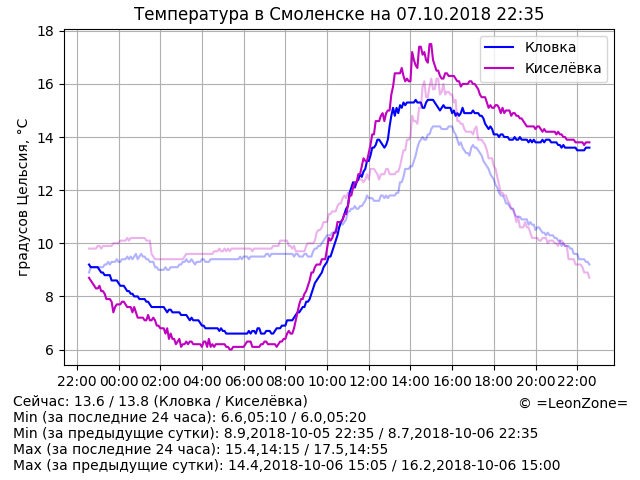 Температура в Смоленске на 07.10.2018 22:35
18
16
14
12
10
8
6
градусов Цельсия, °C
Кловка
Киселёвка
22:00 00:00 02:00 04:00 06:00 08:00 10:00 12:00 14:00 16:00 18:00 20:00 22:00
Сейчас: 13.6 / 13.8 (Кловка / Киселёвка)
© =LeonZone=
Min (за последние 24 часа): 6.6,05:10 / 6.0,05:20
Min (за предыдущие сутки): 8.9,2018-10-05 22:35 / 8.7,2018-10-06 22:35
Max (за последние 24 часа): 15.4,14:15 / 17.5,14:55
Max (за предыдущие сутки): 14.4,2018-10-06 15:05 / 16.2,2018-10-06 15:00